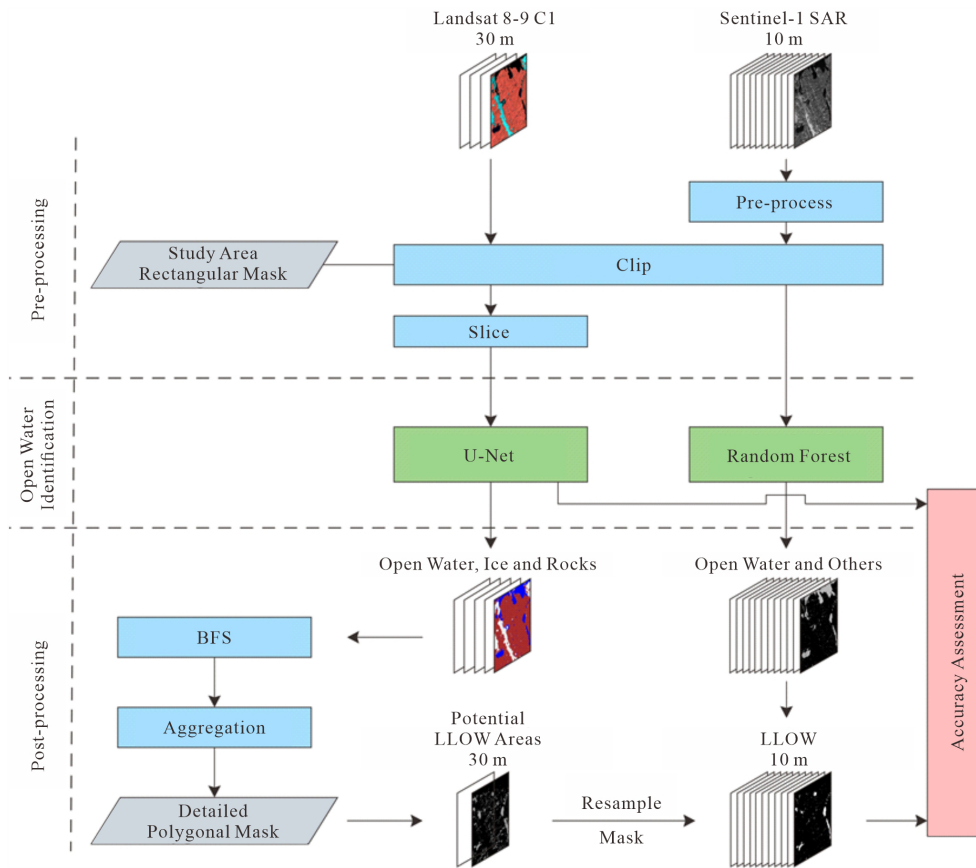 Landsat 8-9 C1
30 m
Sentinel-1 SAR
10 m
Pre-processing
Pre-process
Study Area
Rectangular Mask
Clip
Slice
Open Water
Identification
U-Net
Random Forest
Accuracy Assessment
Post-processing
Open Water, Ice and Rocks
Open Water and Others
BFS
Aggregation
Detailed
Polygonal Mask
Potential
LLOW Areas
30 m
Resample
Mask
LLOW
10 m